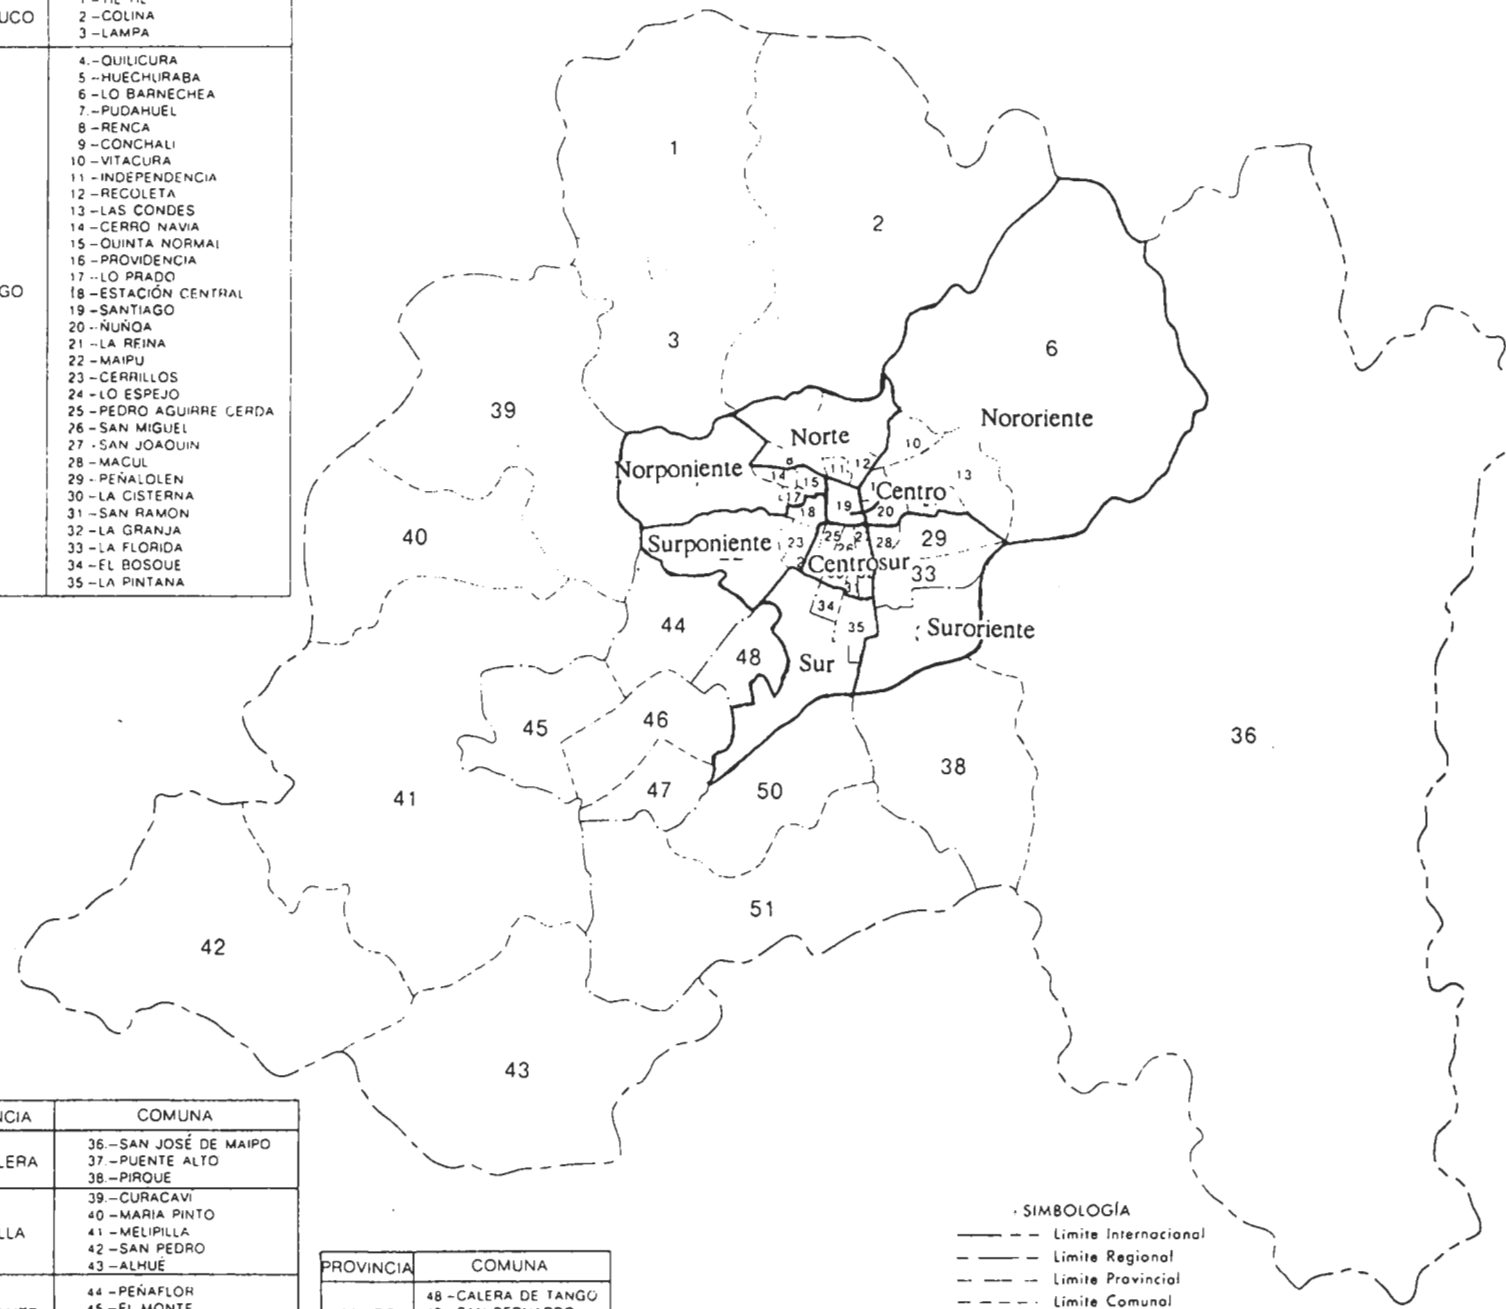 UCO
2-COLINA
3-LAMPA
GO
4.-QUILICURA
5--HUECHURABA
6-LO BARNECHEA
7.-PUDAHUEL
8-RENCA
9-CONCHALI
10-VITACURA
11-INDEPENDENCIA
12-RECOLETA
13-LAS CONDES
14-CERRO NAVIA
15-QUINTA NORMAL
16-PROVIDENCIA
17--LO PRADO
18-ESTACIÓN CENTRAL
19-SANTIAGO
20--ÑUÑOA
21-LA REINA
22-MAIPU
23-CERRILLOS
24-LO ESPEJO
25-PEDRO AGUIRRE CERDA
26-SAN MIGUEL
27-SAN JOAQUIN
28-MACUL
29-PEÑALOLEN
30-LA CISTERNA
31-SAN RAMON
32-LA GRANJA
33-LA FLORIDA
34-EL BOSQUE
35-LA PINTANA
1
2
3
6
39
Nororiente
Norte
10
Norponiente
8
11
12
13
14
15
17
Centro
18
19
20
40
Surponiente
23
25
26
28
29
Centrosur
33
34
35
Suroriente
44
48
Sur
45
46
36
38
41
47
50
51
42
43
NCIA
COMUNA
LERA
36.-SAN JOSÉ DE MAIPO
37.-PUENTE ALTO
38.-PIRQUE
LLA
39.-CURACAVÍ
40-MARIA PINTO
41-MELIPILLA
42-SAN PEDRO
43-ALHUÉ
44-PEÑAFLOR
45-EL MONTE
PROVINCIA
COMUNA
48-CALERA DE TANGO
SIMBOLOGÍA
Limite Internacional
Limite Regional
Limite Provincial
Limite Comunal